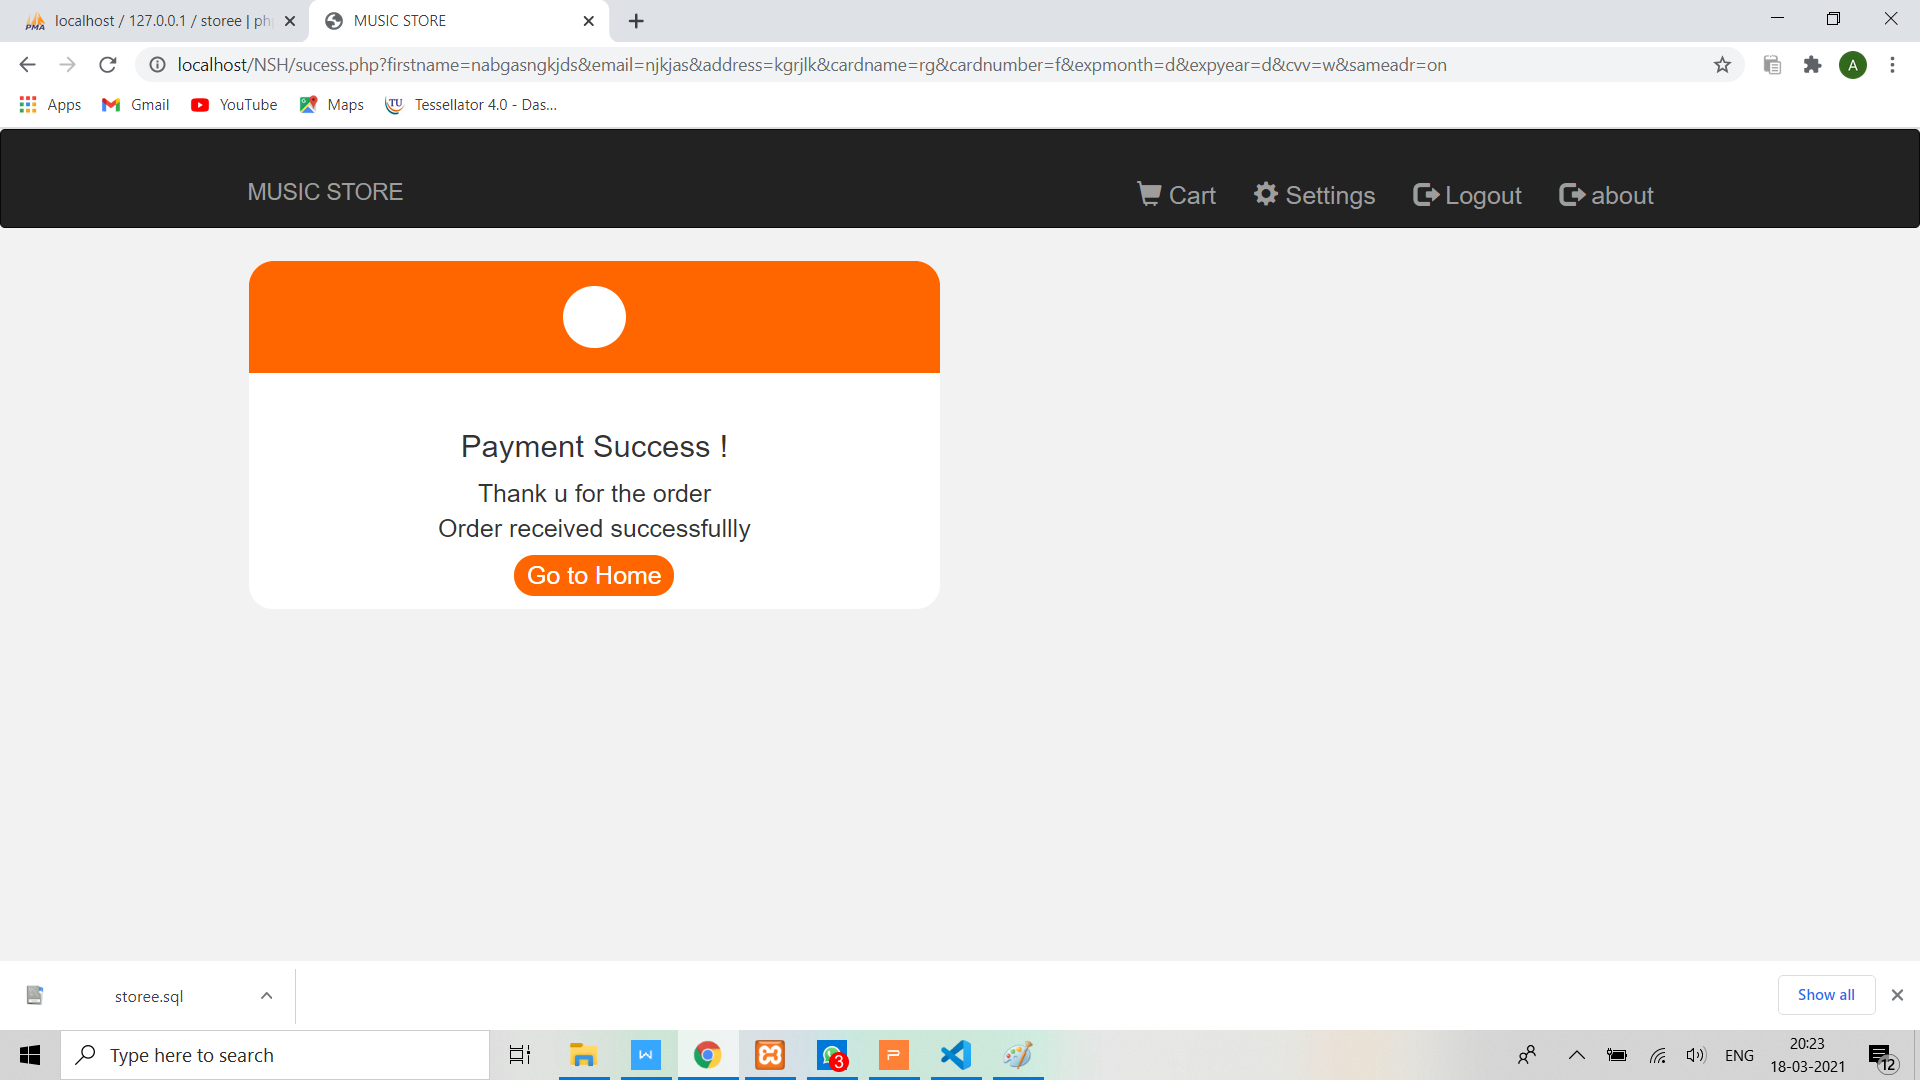 localhost / 127.0.0.1 / storee | ph
MUSIC STORE
localhost/NSH/sucess.php?firstname=nabgasngkjds&email=njkjas&address=kgrjlk&cardname=rg&cardnumber=f&expmonth=d&expyear=d&cvv=w&sameadr=on
A
Apps
Gmail
YouTube
Maps
TU
Tessellator 4.0 - Das...
MUSIC STORE
Cart
Settings
Logout
about
Payment Success !
Thank u for the order
Order received successfullly
Go to Home
storee.sql
Show all
Type here to search
3
ENG
20:23
18-03-2021
12